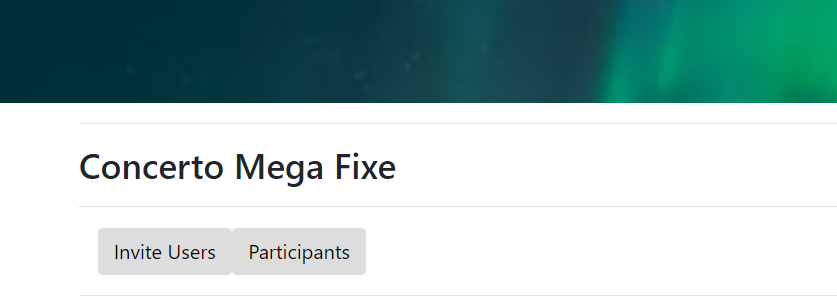 Concerto Mega Fixe
Invite Users Participants